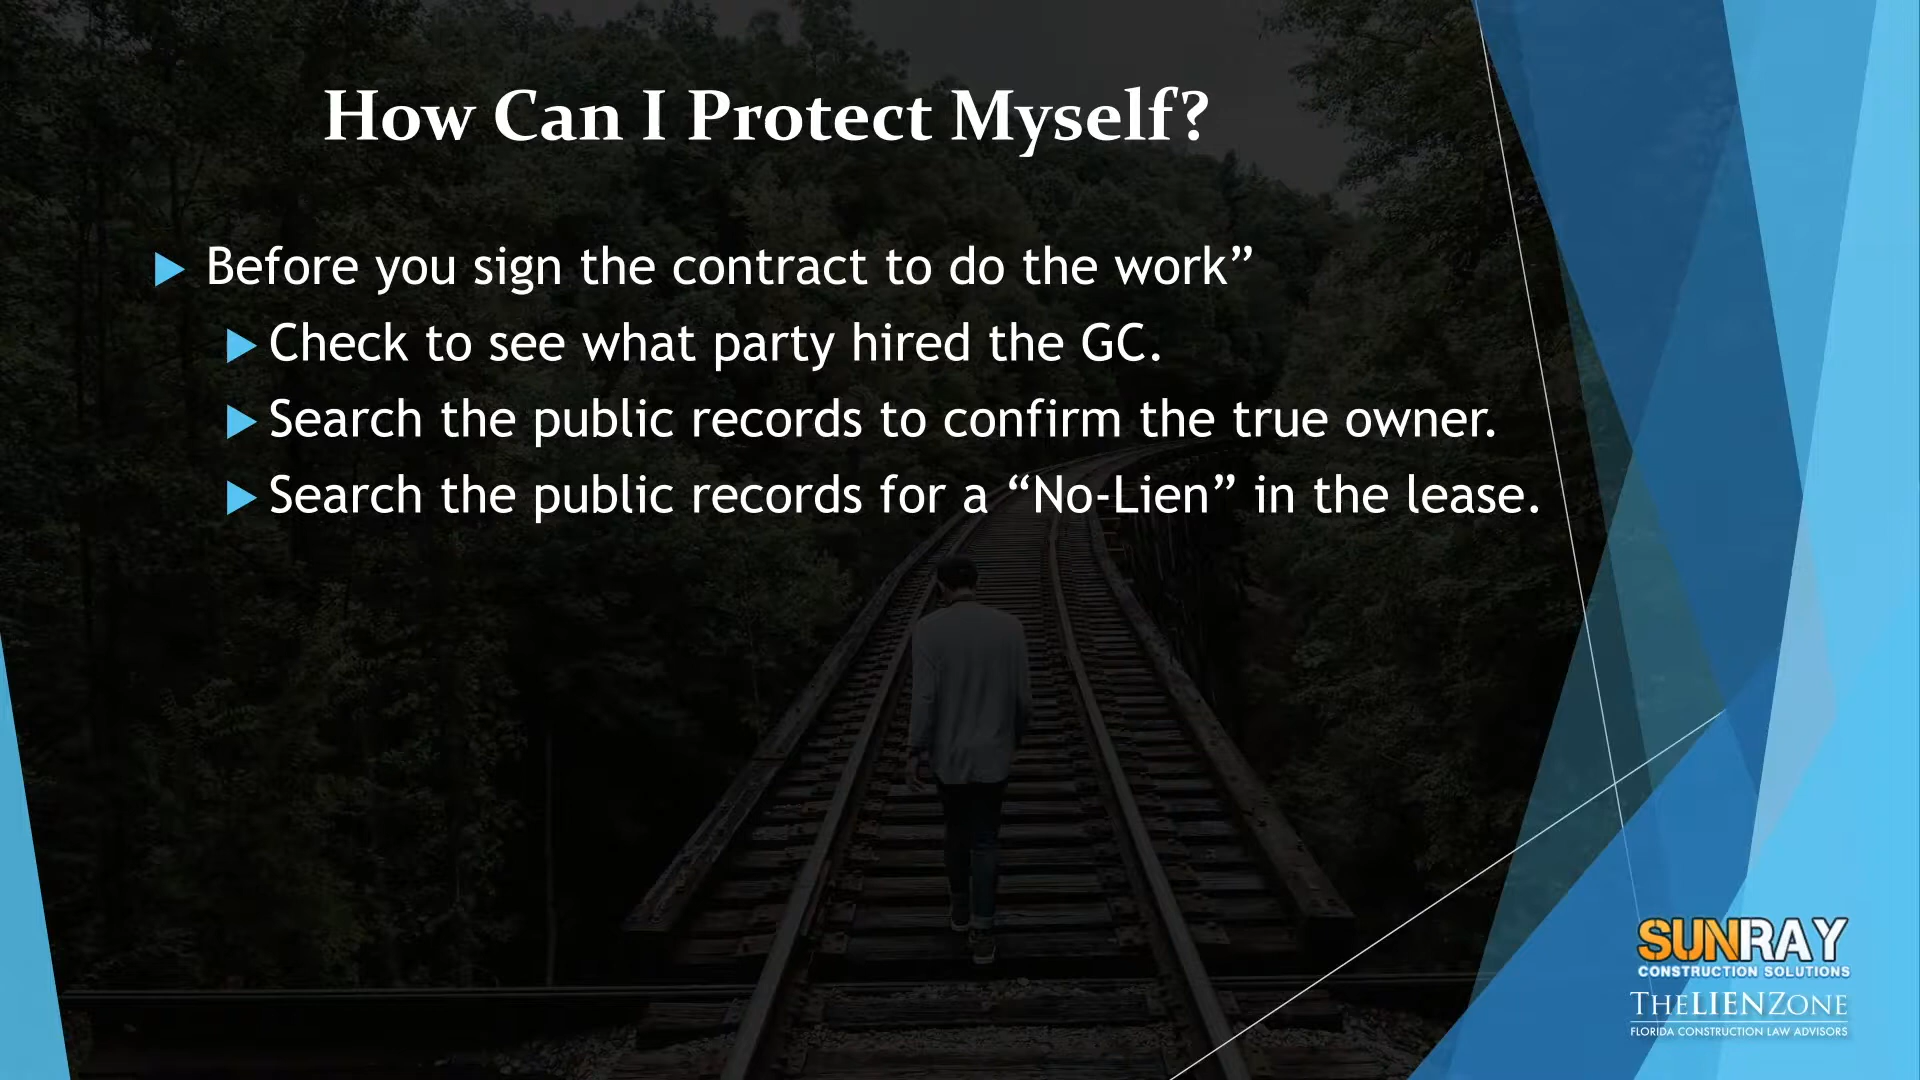 How Can I Protect Myself?
Before you sign the contract to do the work”
Check to see what party hired the GC.
Search the public records to confirm the true owner.
Search the public records for a “No-Lien” in the lease.
SUNRAY
CONSTRUCTION SOLUTIONS
THELIENZONE
FLORIDA CONSTRUCTION LAW ADVISORS